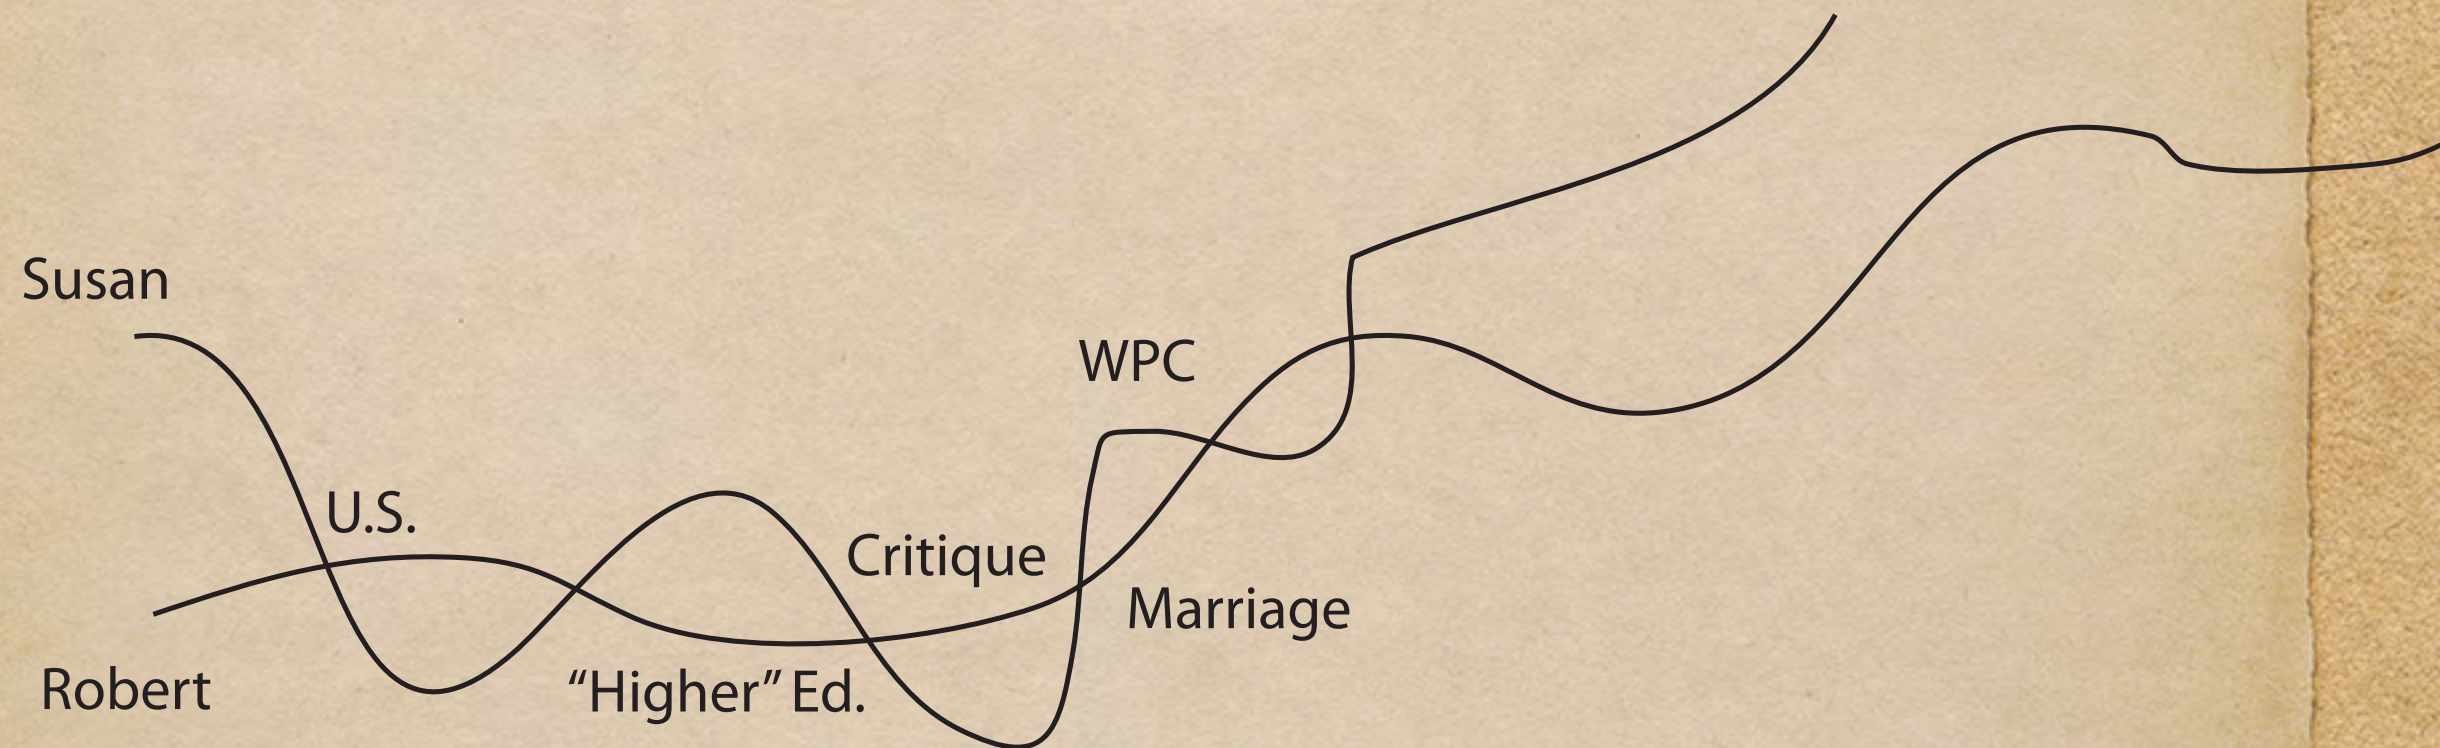 Susan
WPC
U.S.
Critique
Marriage
Robert
“Higher” Ed.